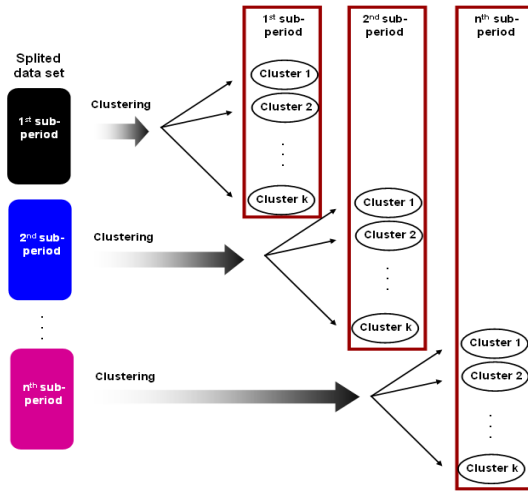 Splited
data set
1st sub-
period
2nd sub-
period
.
.
.
nth sub-
period
Clustering
Clustering
Clustering
1st sub-
period
Cluster 1
Cluster 2
.
.
.
Cluster k
2nd sub-
period
Cluster 1
Cluster 2
.
.
.
Cluster k
nth sub-
period
Cluster 1
Cluster 2
.
.
.
Cluster k